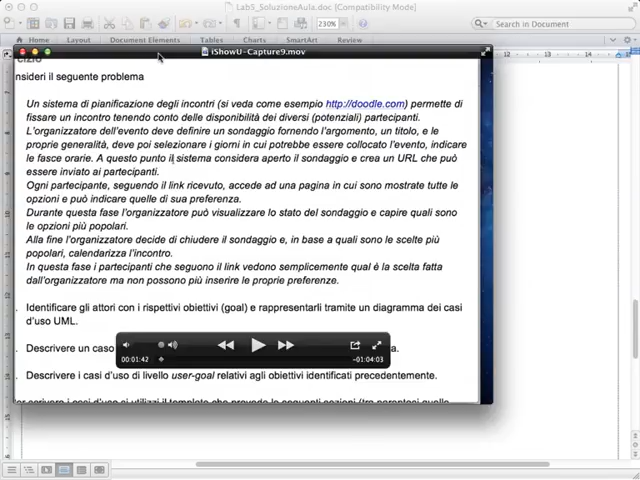 Lab5_SoluzioneAula.doc [Compatibility Mode]
230%
Search in Document
Home Layout Document Elements Tables Charts SmartArt Review
iShowU-Capture9.mov
12 13 14 15 16 17 18
nsideri il seguente problema
Un sistema di pianificazione degli incontri (si veda come esempio http://doodle.com) permette di
fissare un incontro tenendo conto delle disponibilità dei diversi (potenziali) partecipanti.
L'organizzatore dell'evento deve definire un sondaggio fornendo l'argomento, un titolo, e le
proprie generalità, deve poi selezionare i giorni in cui potrebbe essere collocato l'evento, indicare
le fasce orarie. A questo punto il sistema considera aperto il sondaggio e crea un URL che può
essere inviato ai partecipanti.
Ogni partecipante, seguendo il link ricevuto, accede ad una pagina in cui sono mostrate tutte le
opzioni e può indicare quelle di sua preferenza.
Durante questa fase l'organizzatore può visualizzare lo stato del sondaggio e capire quali sono
le opzioni più popolari.
Alla fine l'organizzatore decide di chiudere il sondaggio e, in base a quali sono le scelte più
popolari, calendarizza l'incontro.
In questa fase i partecipanti che seguono il link vedono semplicemente qual è la scelta fatta
dall'organizzatore ma non possono più inserire le proprie preferenze.
Identificare gli attori con i rispettivi obiettivi (goal) e rappresentarli tramite un diagramma dei casi
d'uso UML.
Descrivere un caso
00:01:42 -01:04:03
Descrivere i casi d'uso di livello user-goal relativi agli obiettivi identificati precedentemente.